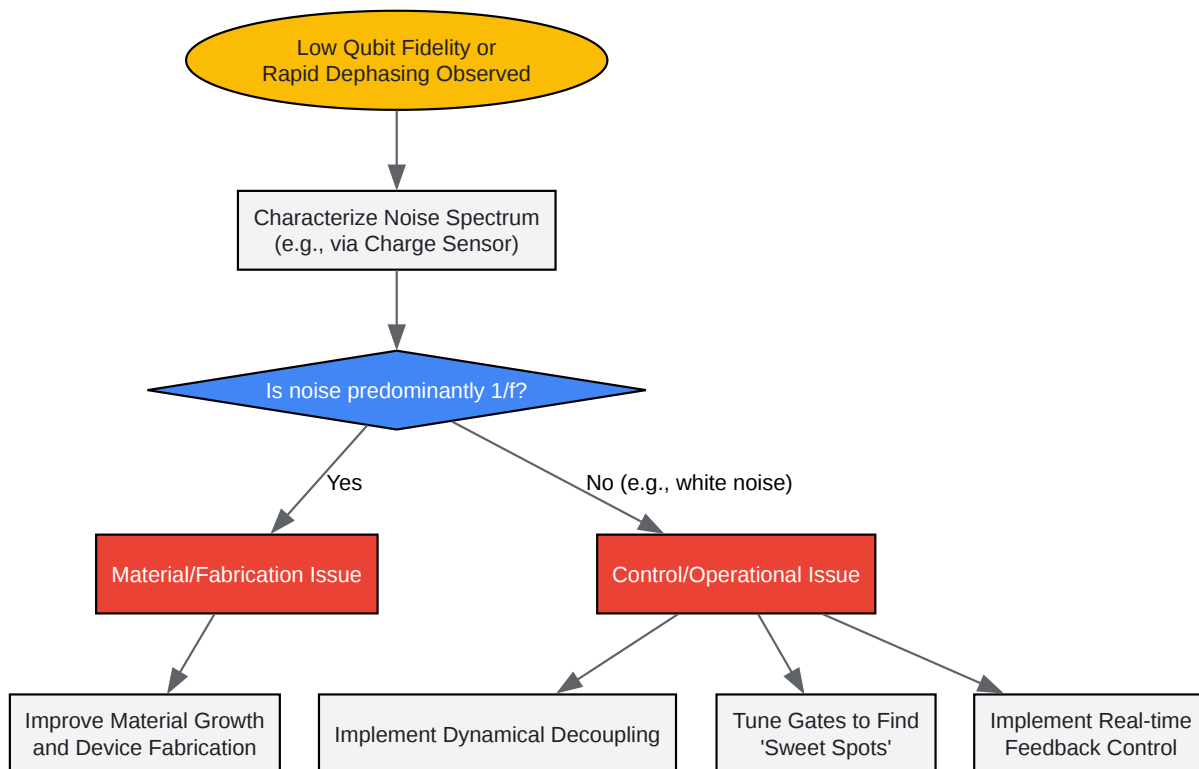 Low Qubit Fidelity or
Rapid Dephasing Observed
Characterize Noise Spectrum
(e.g., via Charge Sensor)
Is noise predominantly 1/f?
Yes
No (e.g., white noise)
Material/Fabrication Issue
Control/Operational Issue
Improve Material Growth
and Device Fabrication
Implement Dynamical Decoupling
Tune Gates to Find
'Sweet Spots'
Implement Real-time
Feedback Control